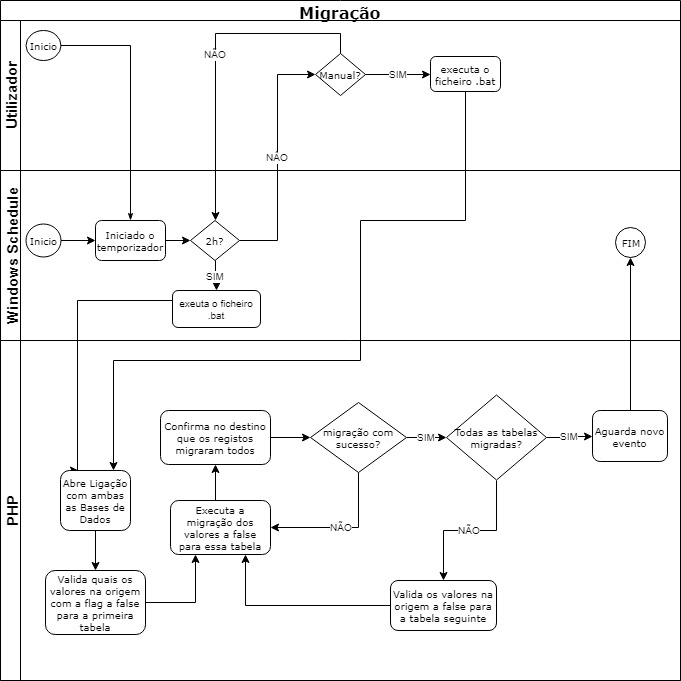 Migração
Utilizador
Inicio
NÃO
Manual?
SIM
executa o
ficheiro .bat
NÃO
Windows Schedule
Inicio
Iniciado o
temporizador
2h?
SIM
exeuta o ficheiro
.bat
FIM
PHP
Confirma no destino
que os registos
migraram todos
migração com
sucesso?
SIM
Todas as tabelas
migradas?
SIM
Aguarda novo
evento
Abre Ligação
com ambas
as Bases de
Dados
Executa a
migração dos
valores a false
para essa tabela
NÃO
NÃO
Valida quais os
valores na origem
com a flag a false
para a primeira
tabela
Valida os valores na
origem a false para
a tabela seguinte